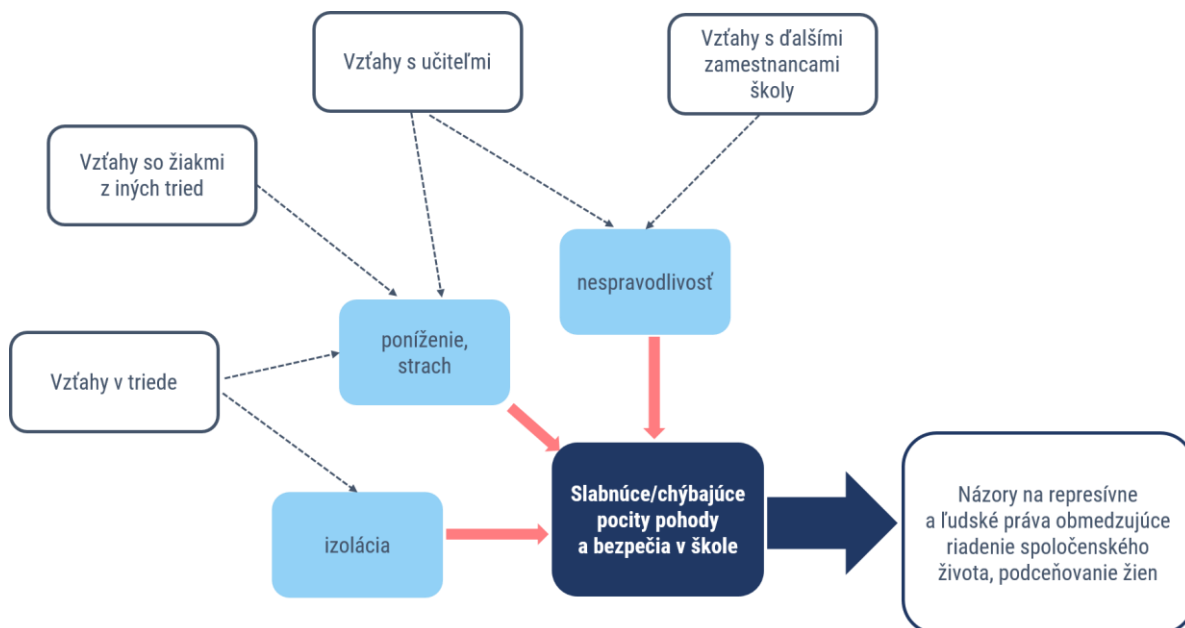 Vzťahy s učiteľmi
Vzťahy s ďalšími
zamestnancami
školy
Vzťahy so žiakmi
z iných tried
nespravodlivosť
poníženie,
strach
Vzťahy v triede
izolácia
Slabnúce/chýbajúce
pocity pohody
a bezpečia v škole
Názory na represívne
a ľudské práva obmedzujúce
riadenie spoločenského
života, podceňovanie žien